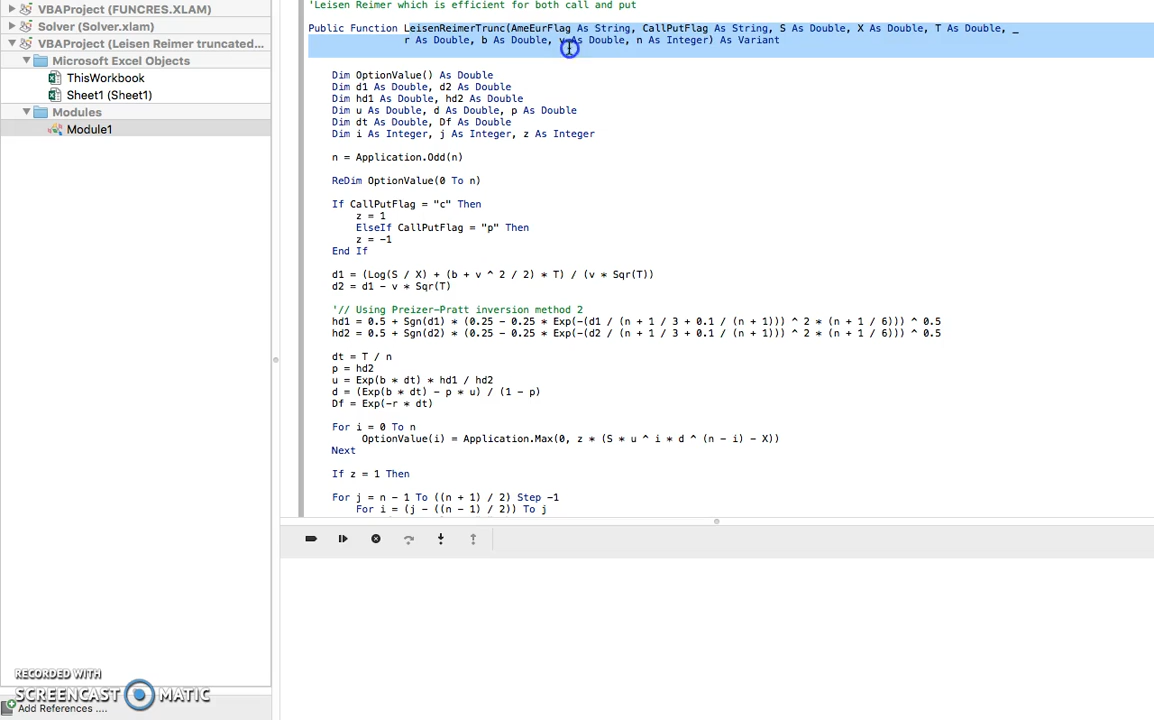 VBAProject (FUNCRES.XLAM)
Solver (Solver.xlam)
VBAProject (Leisen Reimer truncated...
Microsoft Excel Objects
ThisWorkbook
Sheet1 (Sheet1)
Modules
Module1
Add References ....
'Leisen Reimer which is efficient for both call and put
Public Function LeisenReimerTrunc(AmeEurFlag As String, CallPutFlag As String, S As Double, X As Double, T As Double, _
r As Double, b As Double, v As Double, n As Integer) As Variant
Dim OptionValue() As Double
Dim d1 As Double, d2 As Double
Dim hd1 As Double, hd2 As Double
Dim u As Double, d As Double, p As Double
Dim dt As Double, Df As Double
Dim i As Integer, j As Integer, z As Integer
n = Application.Odd(n)
ReDim OptionValue(0 To n)
If CallPutFlag = "c" Then
z = 1
ElseIf CallPutFlag = "p" Then
z = -1
End If
d1 = (Log(S / X) + (b + v ^ 2 / 2) * T) / (v * Sqr(T))
d2 = d1 - v * Sqr(T)
'// Using Preizer-Pratt inversion method 2
hd1 = 0.5 + Sgn(d1) * (0.25 - 0.25 * Exp(-(d1 / (n + 1 / 3 + 0.1 / (n + 1))) ^ 2 * (n + 1 / 6))) ^ 0.5
hd2 = 0.5 + Sgn(d2) * (0.25 - 0.25 * Exp(-(d2 / (n + 1 / 3 + 0.1 / (n + 1))) ^ 2 * (n + 1 / 6))) ^ 0.5
dt = T / n
p = hd2
u = Exp(b * dt) * hd1 / hd2
d = (Exp(b * dt) - p * u) / (1 - p)
Df = Exp(-r * dt)
For i = 0 To n
OptionValue(i) = Application.Max(0, z * (S * u ^ i * d ^ (n - i) - X))
Next
If z = 1 Then
For j = n - 1 To ((n + 1) / 2) Step -1
For i = (j - ((n - 1) / 2)) To j
RECORDED WITH
SCREENCAST MATIC